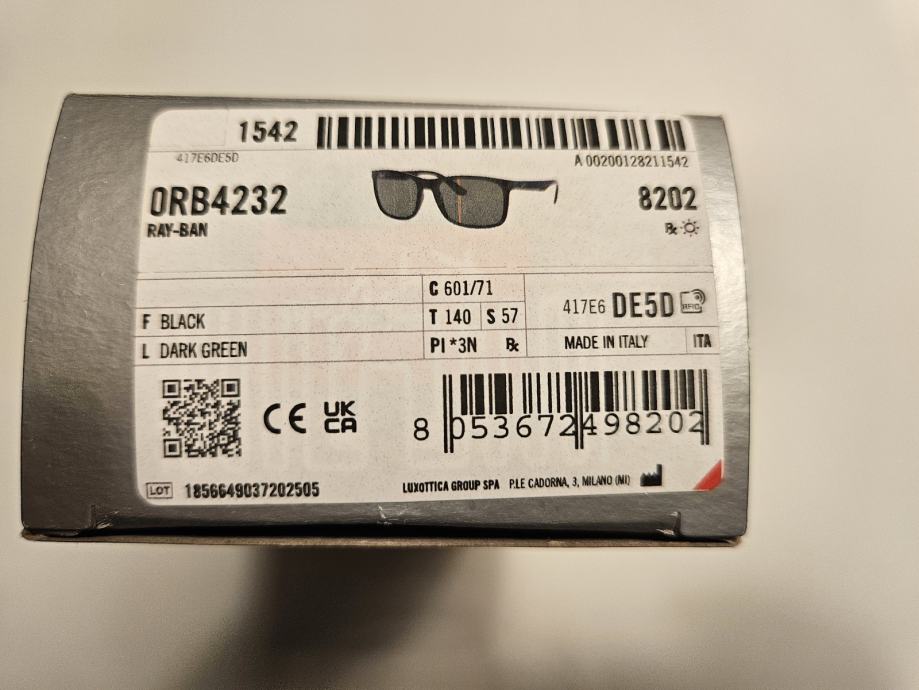 1542
417E6DE5D
A 00200128211542
0RB4232
8202
RAY-BAN
C 601/71
F BLACK
T 140 S 57
417E6 DE5D RFID
L DARK GREEN
PI *3N
MADE IN ITALY ITA
CE UK CA
8 053672 498202
LOT 1856649037202505
LUXOTTICA GROUP SPA P.LE CADORNA, 3, MILANO (MI)